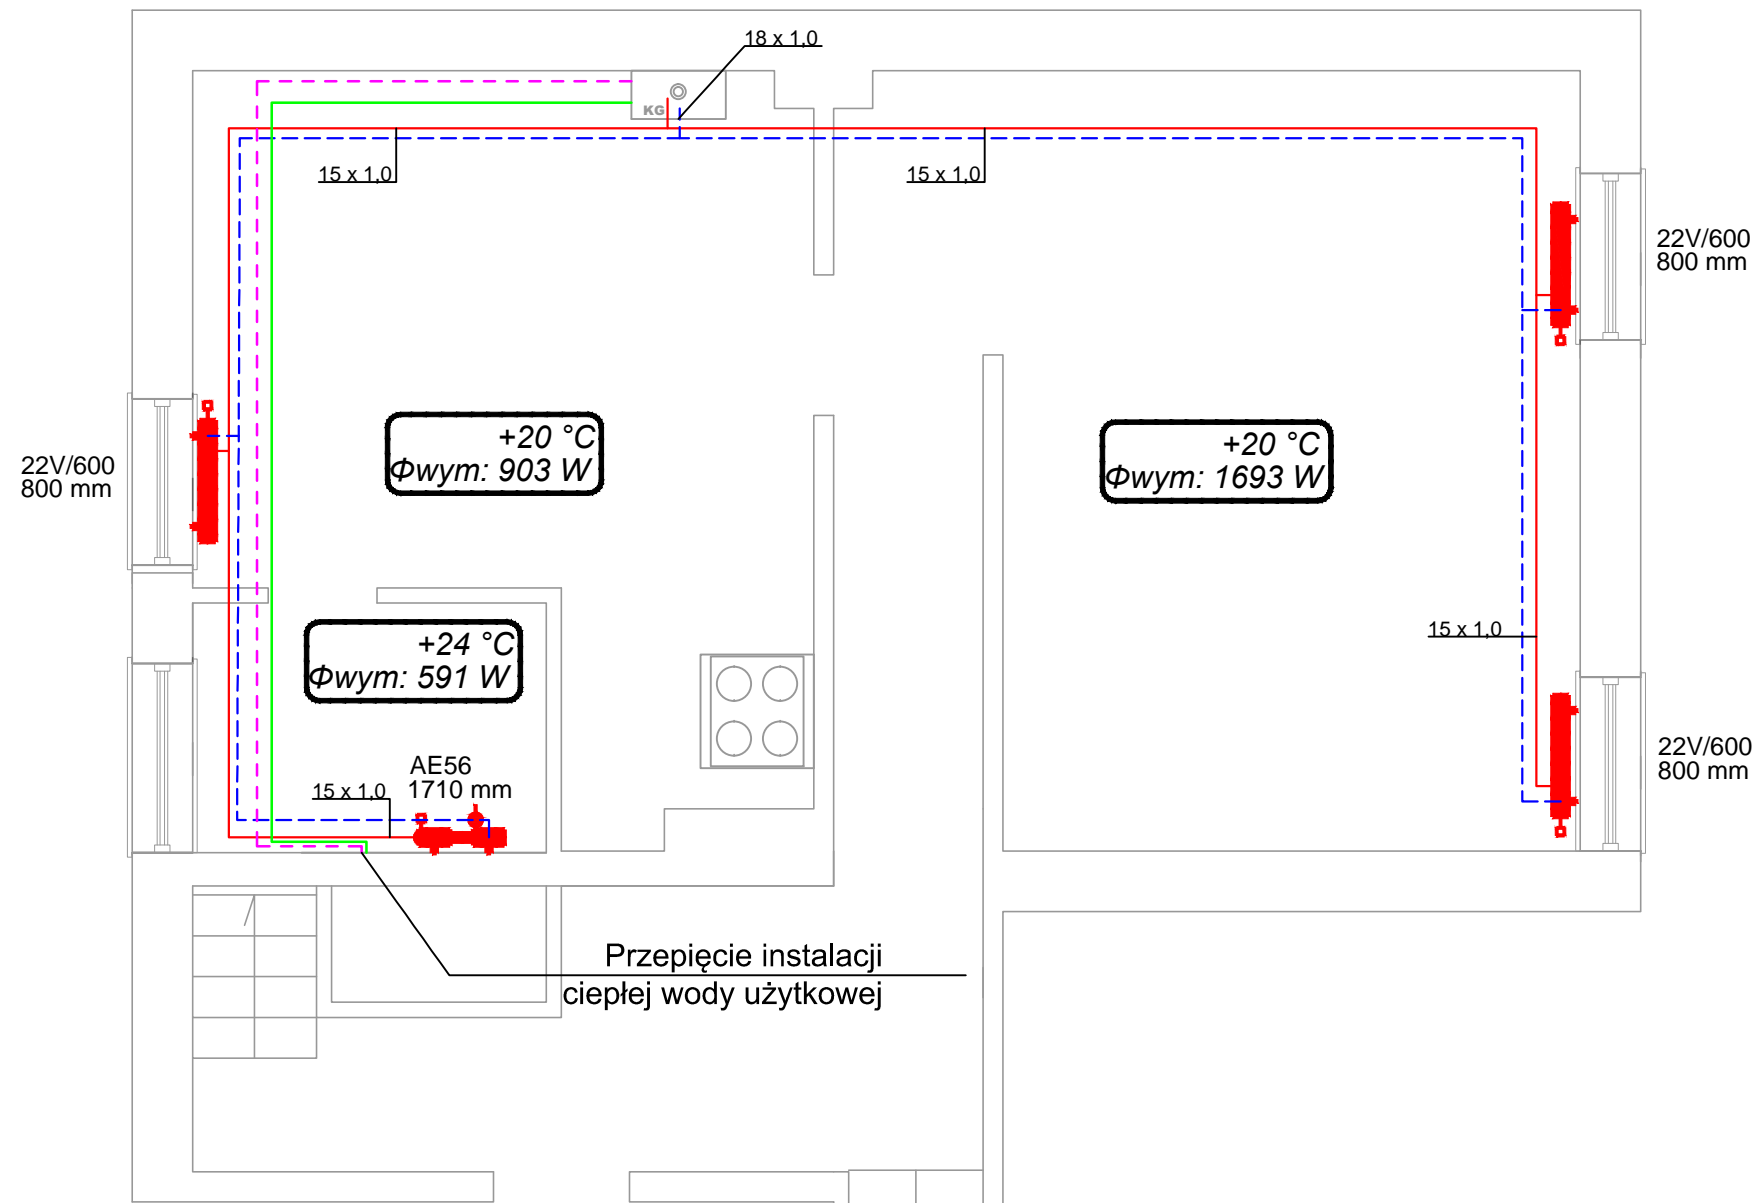 18 x 1,0
KG
15 x 1,0
15 x 1,0
22V/600
800 mm
+20 °C
Φwym: 903 W
+20 °C
Φwym: 1693 W
22V/600
800 mm
+24 °C
Φwym: 591 W
15 x 1,0
AE56
1710 mm
15 x 1,0
22V/600
800 mm
Przepięcie instalacji
ciepłej wody użytkowej